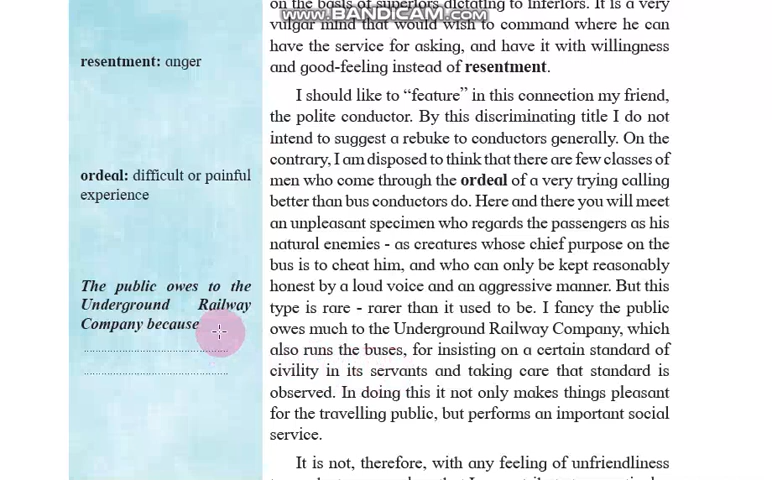 on the basis of superiors dictating to inferiors. It is a very
www.BANDICAM.com
vulgar mind that would wish to command where he can
have the service for asking, and have it with willingness
and good-feeling instead of resentment.
resentment: anger
I should like to “feature” in this connection my friend,
the polite conductor. By this discriminating title I do not
intend to suggest a rebuke to conductors generally. On the
contrary, I am disposed to think that there are few classes of
men who come through the ordeal of a very trying calling
better than bus conductors do. Here and there you will meet
an unpleasant specimen who regards the passengers as his
natural enemies - as creatures whose chief purpose on the
bus is to cheat him, and who can only be kept reasonably
honest by a loud voice and an aggressive manner. But this
type is rare - rarer than it used to be. I fancy the public
owes much to the Underground Railway Company, which
also runs the buses, for insisting on a certain standard of
civility in its servants and taking care that standard is
observed. In doing this it not only makes things pleasant
for the travelling public, but performs an important social
service.
ordeal: difficult or painful
experience
The public owes to the
Underground Railway
Company because
It is not, therefore, with any feeling of unfriendliness